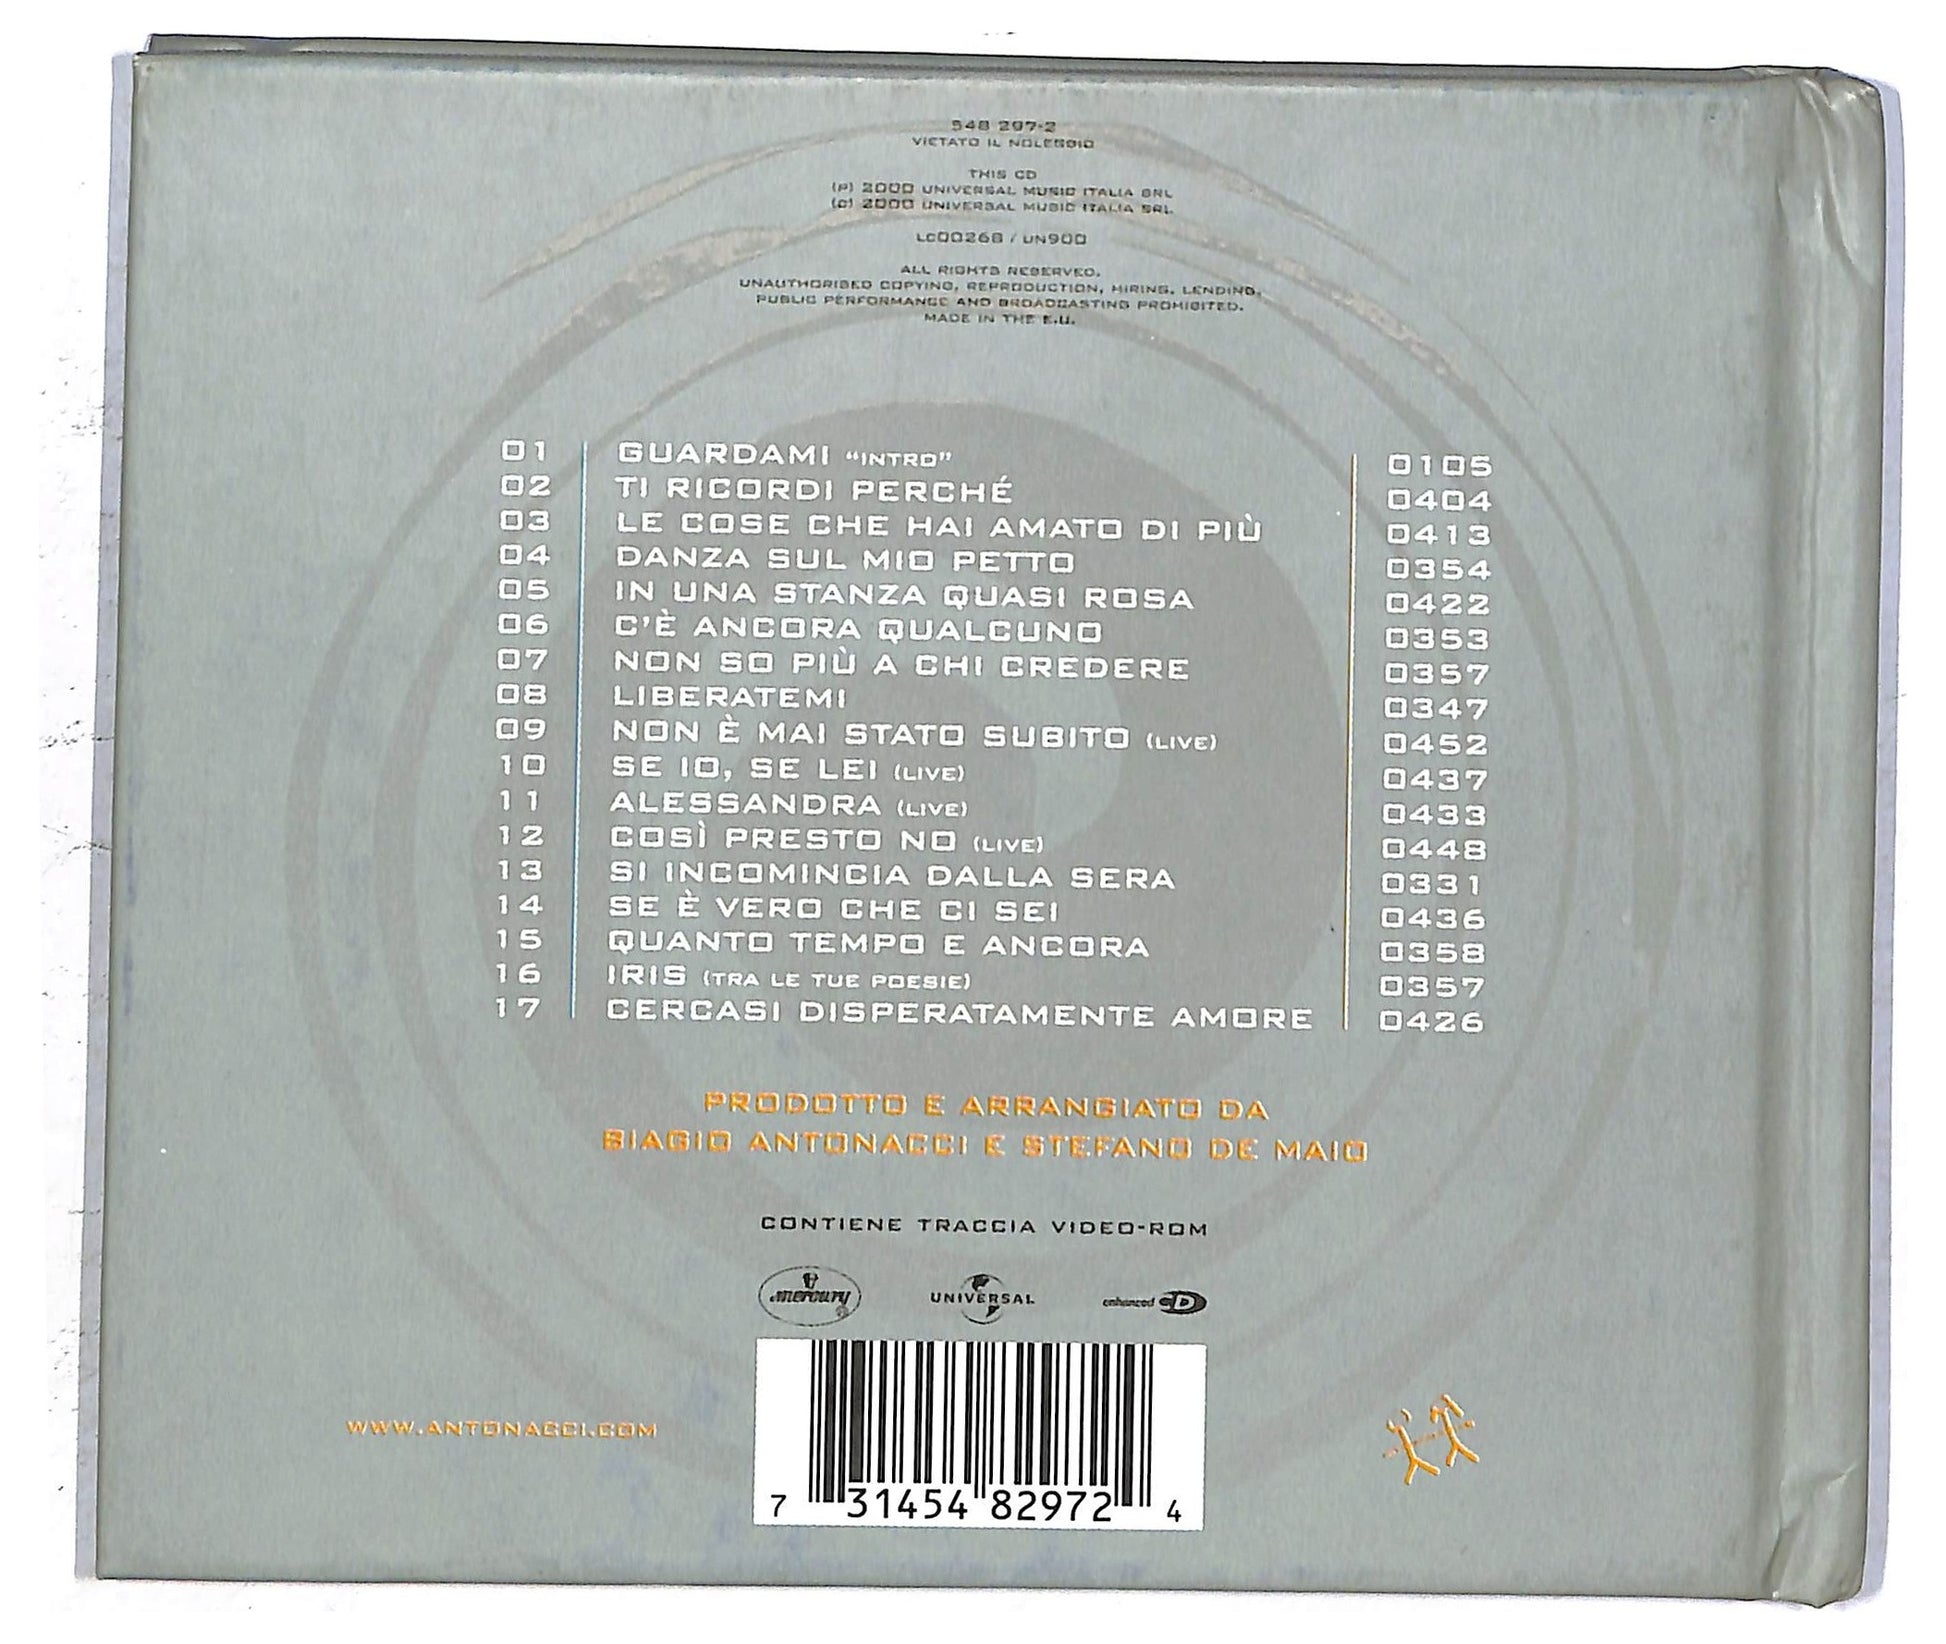 548 297-2
VIETATO IL NOLEGGIO
THIS CD
(P) 2000 UNIVERSAL MUSIC ITALIA SRL
(C) 2000 UNIVERSAL MUSIC ITALIA SRL
LC00268 / UN900
ALL RIGHTS RESERVED.
UNAUTHORISED COPYING, REPRODUCTION, HIRING, LENDING,
PUBLIC PERFORMANCE AND BROADCASTING PROHIBITED.
MADE IN THE E.U.
01 GUARDAMI "INTRO" 0105
02 TI RICORDI PERCHÉ 0404
03 LE COSE CHE HAI AMATO DI PIÙ 0413
04 DANZA SUL MIO PETTO 0354
05 IN UNA STANZA QUASI ROSA 0422
06 C'È ANCORA QUALCUNO 0353
07 NON SO PIÙ A CHI CREDERE 0357
08 LIBERATEMI 0347
09 NON È MAI STATO SUBITO (LIVE) 0452
10 SE IO, SE LEI (LIVE) 0437
11 ALESSANDRA (LIVE) 0433
12 COSÌ PRESTO NO (LIVE) 0448
13 SI INCOMINCIA DALLA SERA 0331
14 SE È VERO CHE CI SEI 0436
15 QUANTO TEMPO E ANCORA 0358
16 IRIS (TRA LE TUE POESIE) 0357
17 CERCASI DISPERATAMENTE AMORE 0426
PRODOTTO E ARRANGIATO DA
BIAGIO ANTONACCI E STEFANO DE MAIO
CONTIENE TRACCIA VIDEO-ROM
mercury UNIVERSAL enhanced CD
WWW.ANTONACCI.COM
7 31454 82972 4